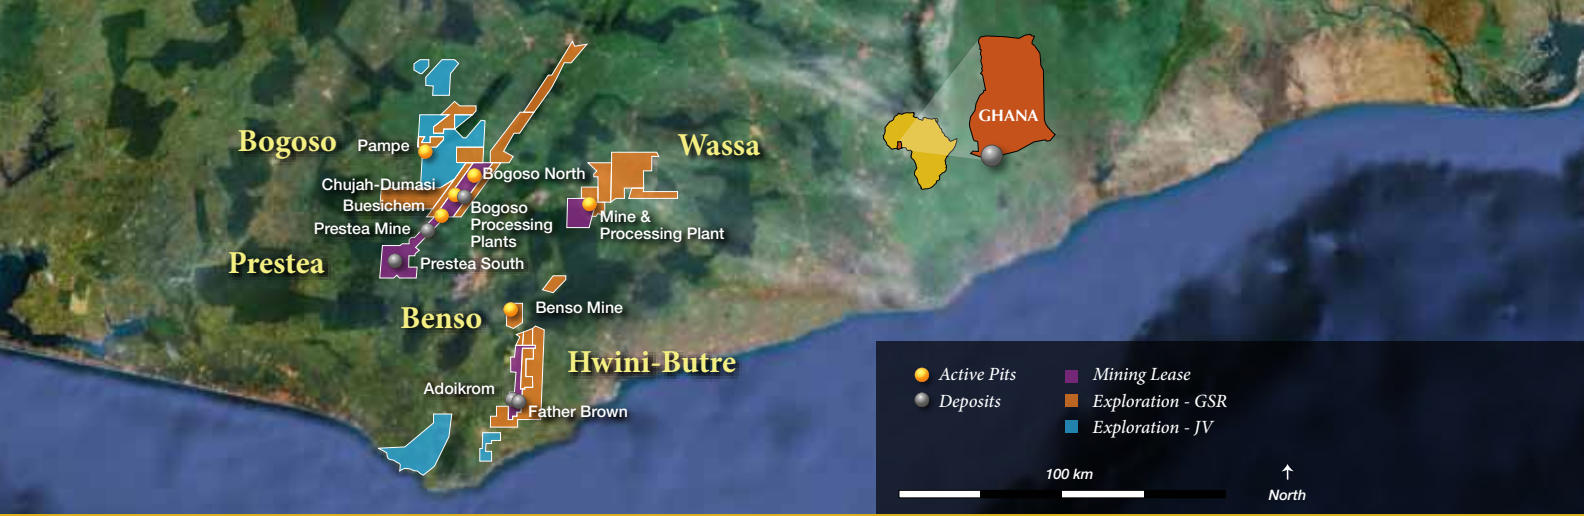 GHANA
Bogoso
Pampe
Wassa
Bogoso North
Chujah-Dumasi
Buesichem
Bogoso
Processing
Plants
Mine &
Processing Plant
Prestea Mine
Prestea
Prestea South
Benso
Benso Mine
Hwini-Butre
Adoikrom
Father Brown
Active Pits
Deposits
Mining Lease
Exploration - GSR
Exploration - JV
100 km
North